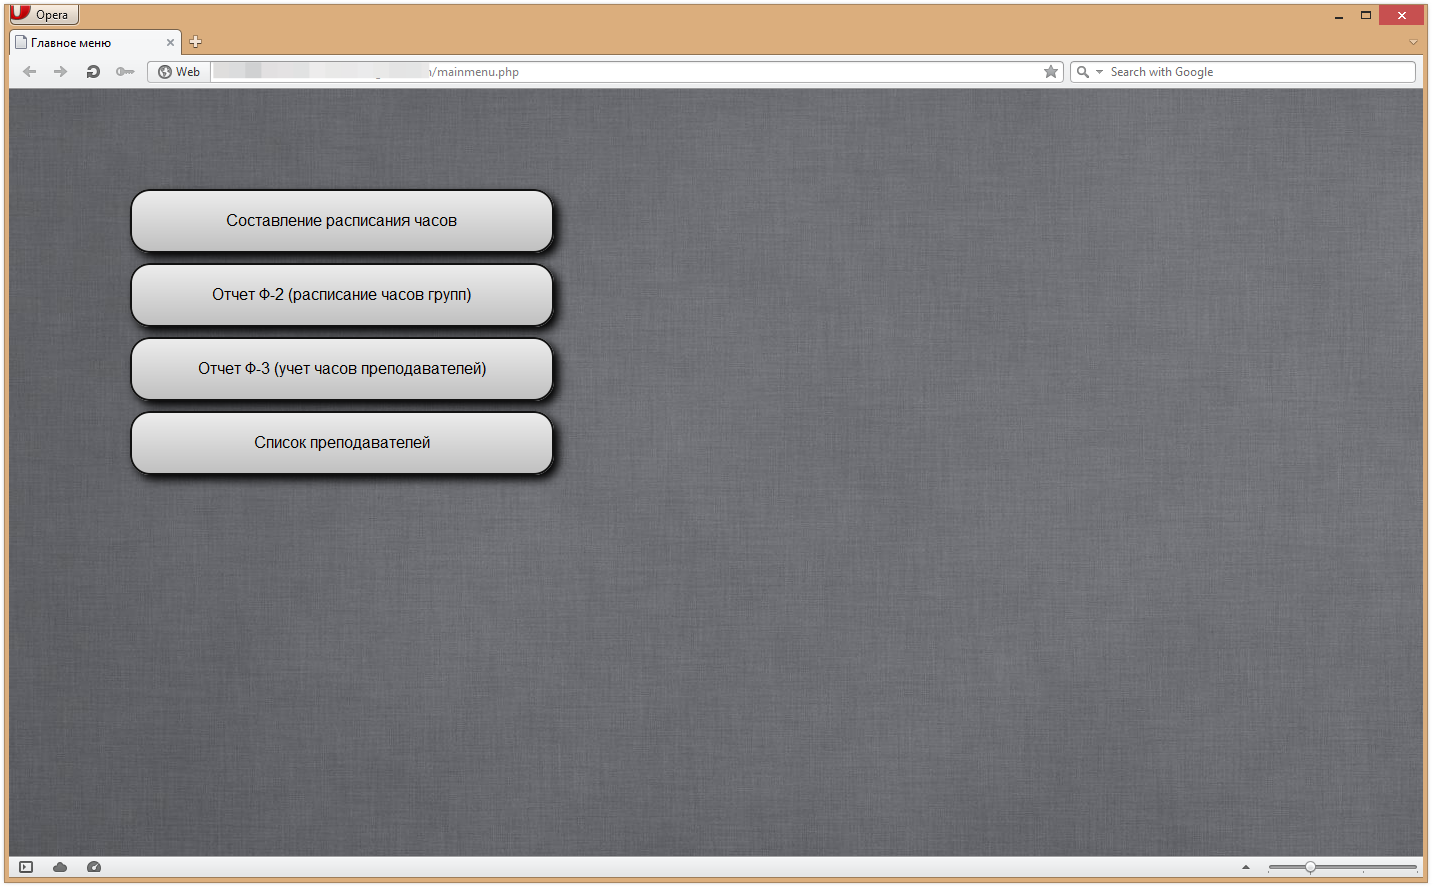 Opera
Главное меню
Web
/mainmenu.php
Search with Google
Составление расписания часов
Отчет Ф-2 (расписание часов групп)
Отчет Ф-3 (учет часов преподавателей)
Список преподавателей